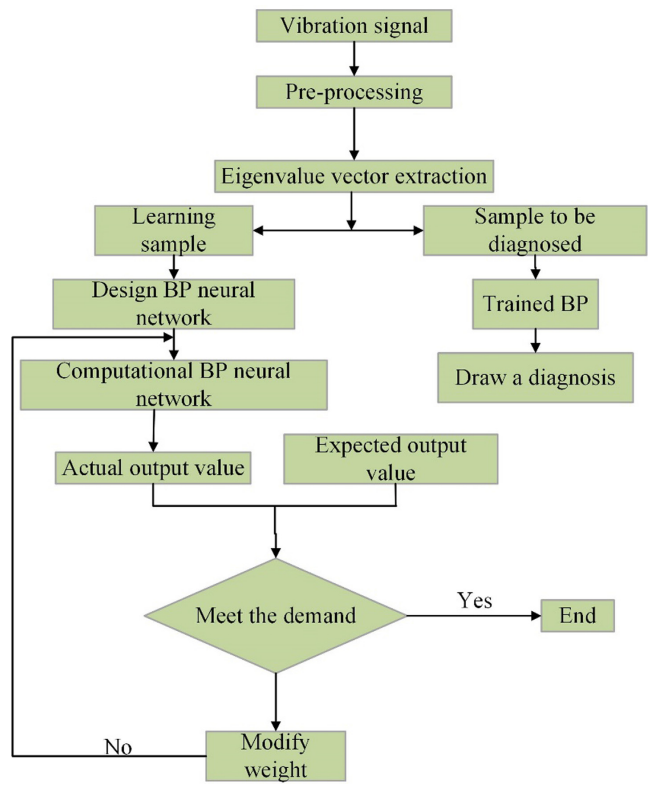 Vibration signal
Pre-processing
Eigenvalue vector extraction
Learning
sample
Sample to be
diagnosed
Design BP neural
network
Trained BP
Computational BP neural
network
Draw a diagnosis
Actual output value
Expected output
value
Meet the demand
Yes
End
No
Modify
weight